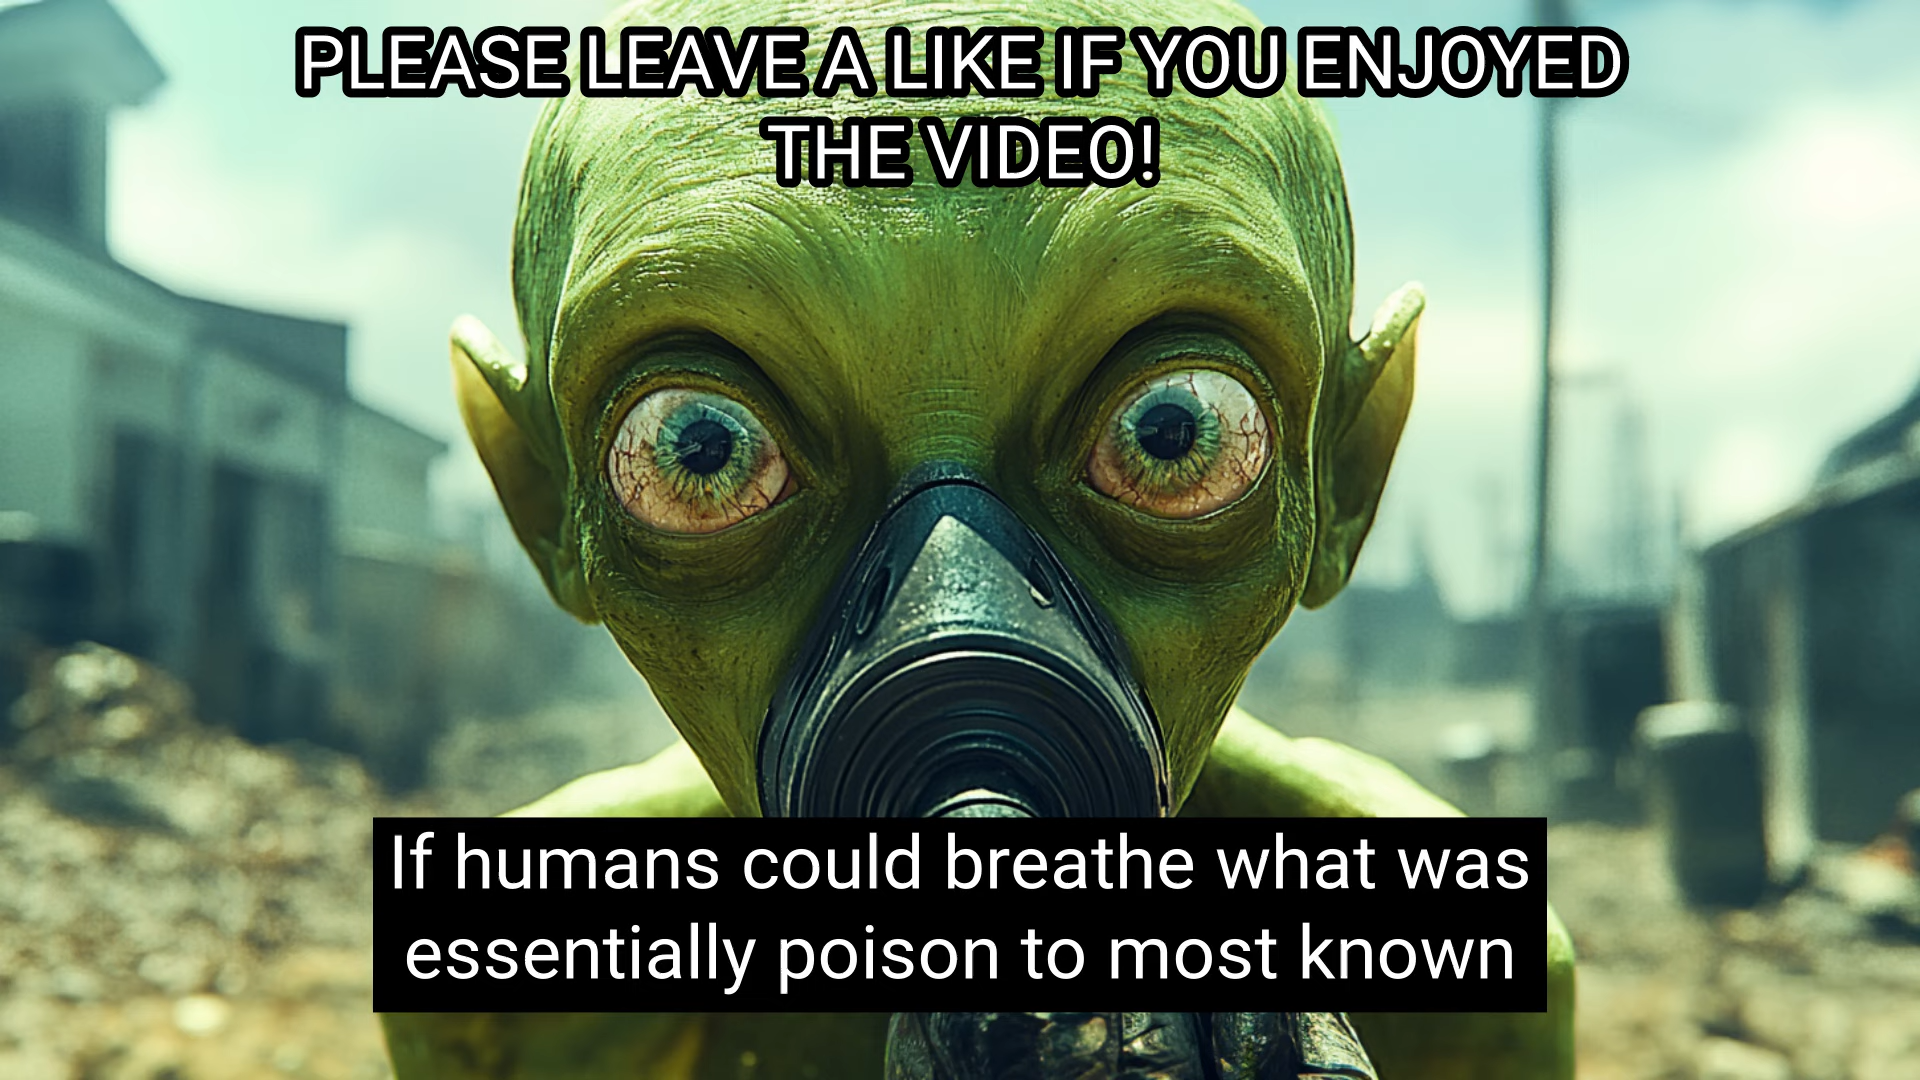 PLEASE LEAVE A LIKE IF YOU ENJOYED
THE VIDEO!
If humans could breathe what was
essentially poison to most known